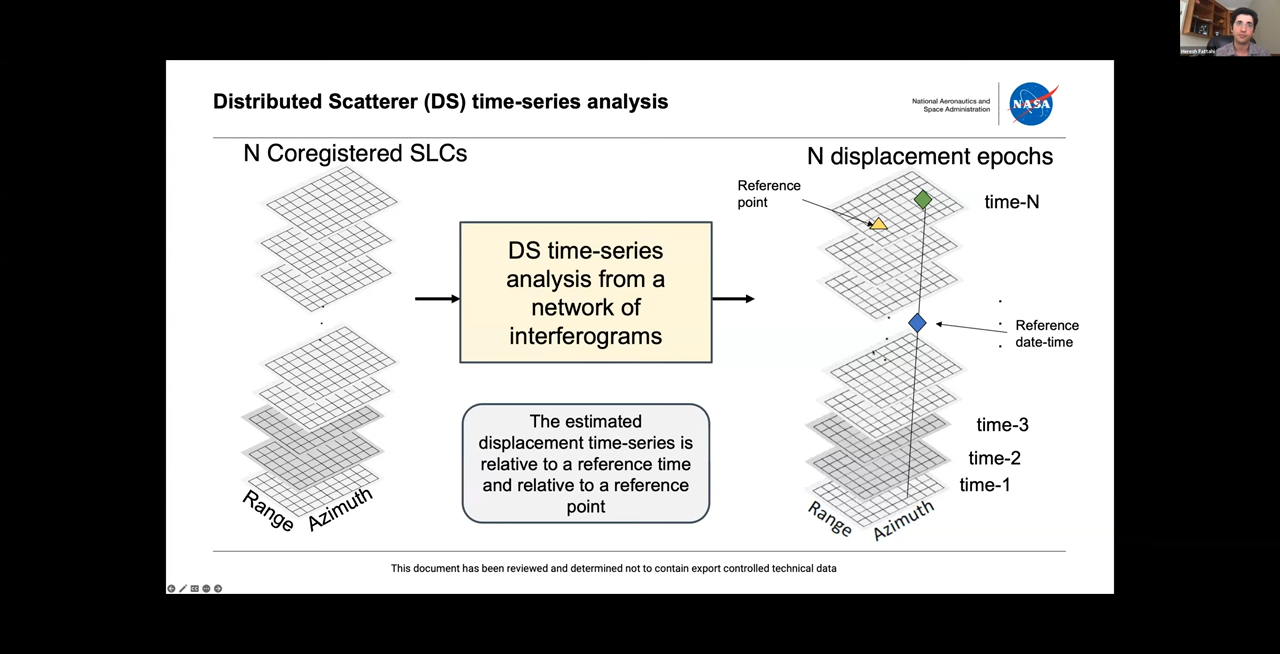 Heresh Fattahi
Distributed Scatterer (DS) time-series analysis
National Aeronautics and
Space Administration
NASA
N Coregistered SLCs
N displacement epochs
Reference
point
time-N
DS time-series
analysis from a
network of
interferograms
Reference
date-time
The estimated
displacement time-series is
relative to a reference time
and relative to a reference
point
time-3
time-2
time-1
Range
Azimuth
Range
Azimuth
This document has been reviewed and determined not to contain export controlled technical data